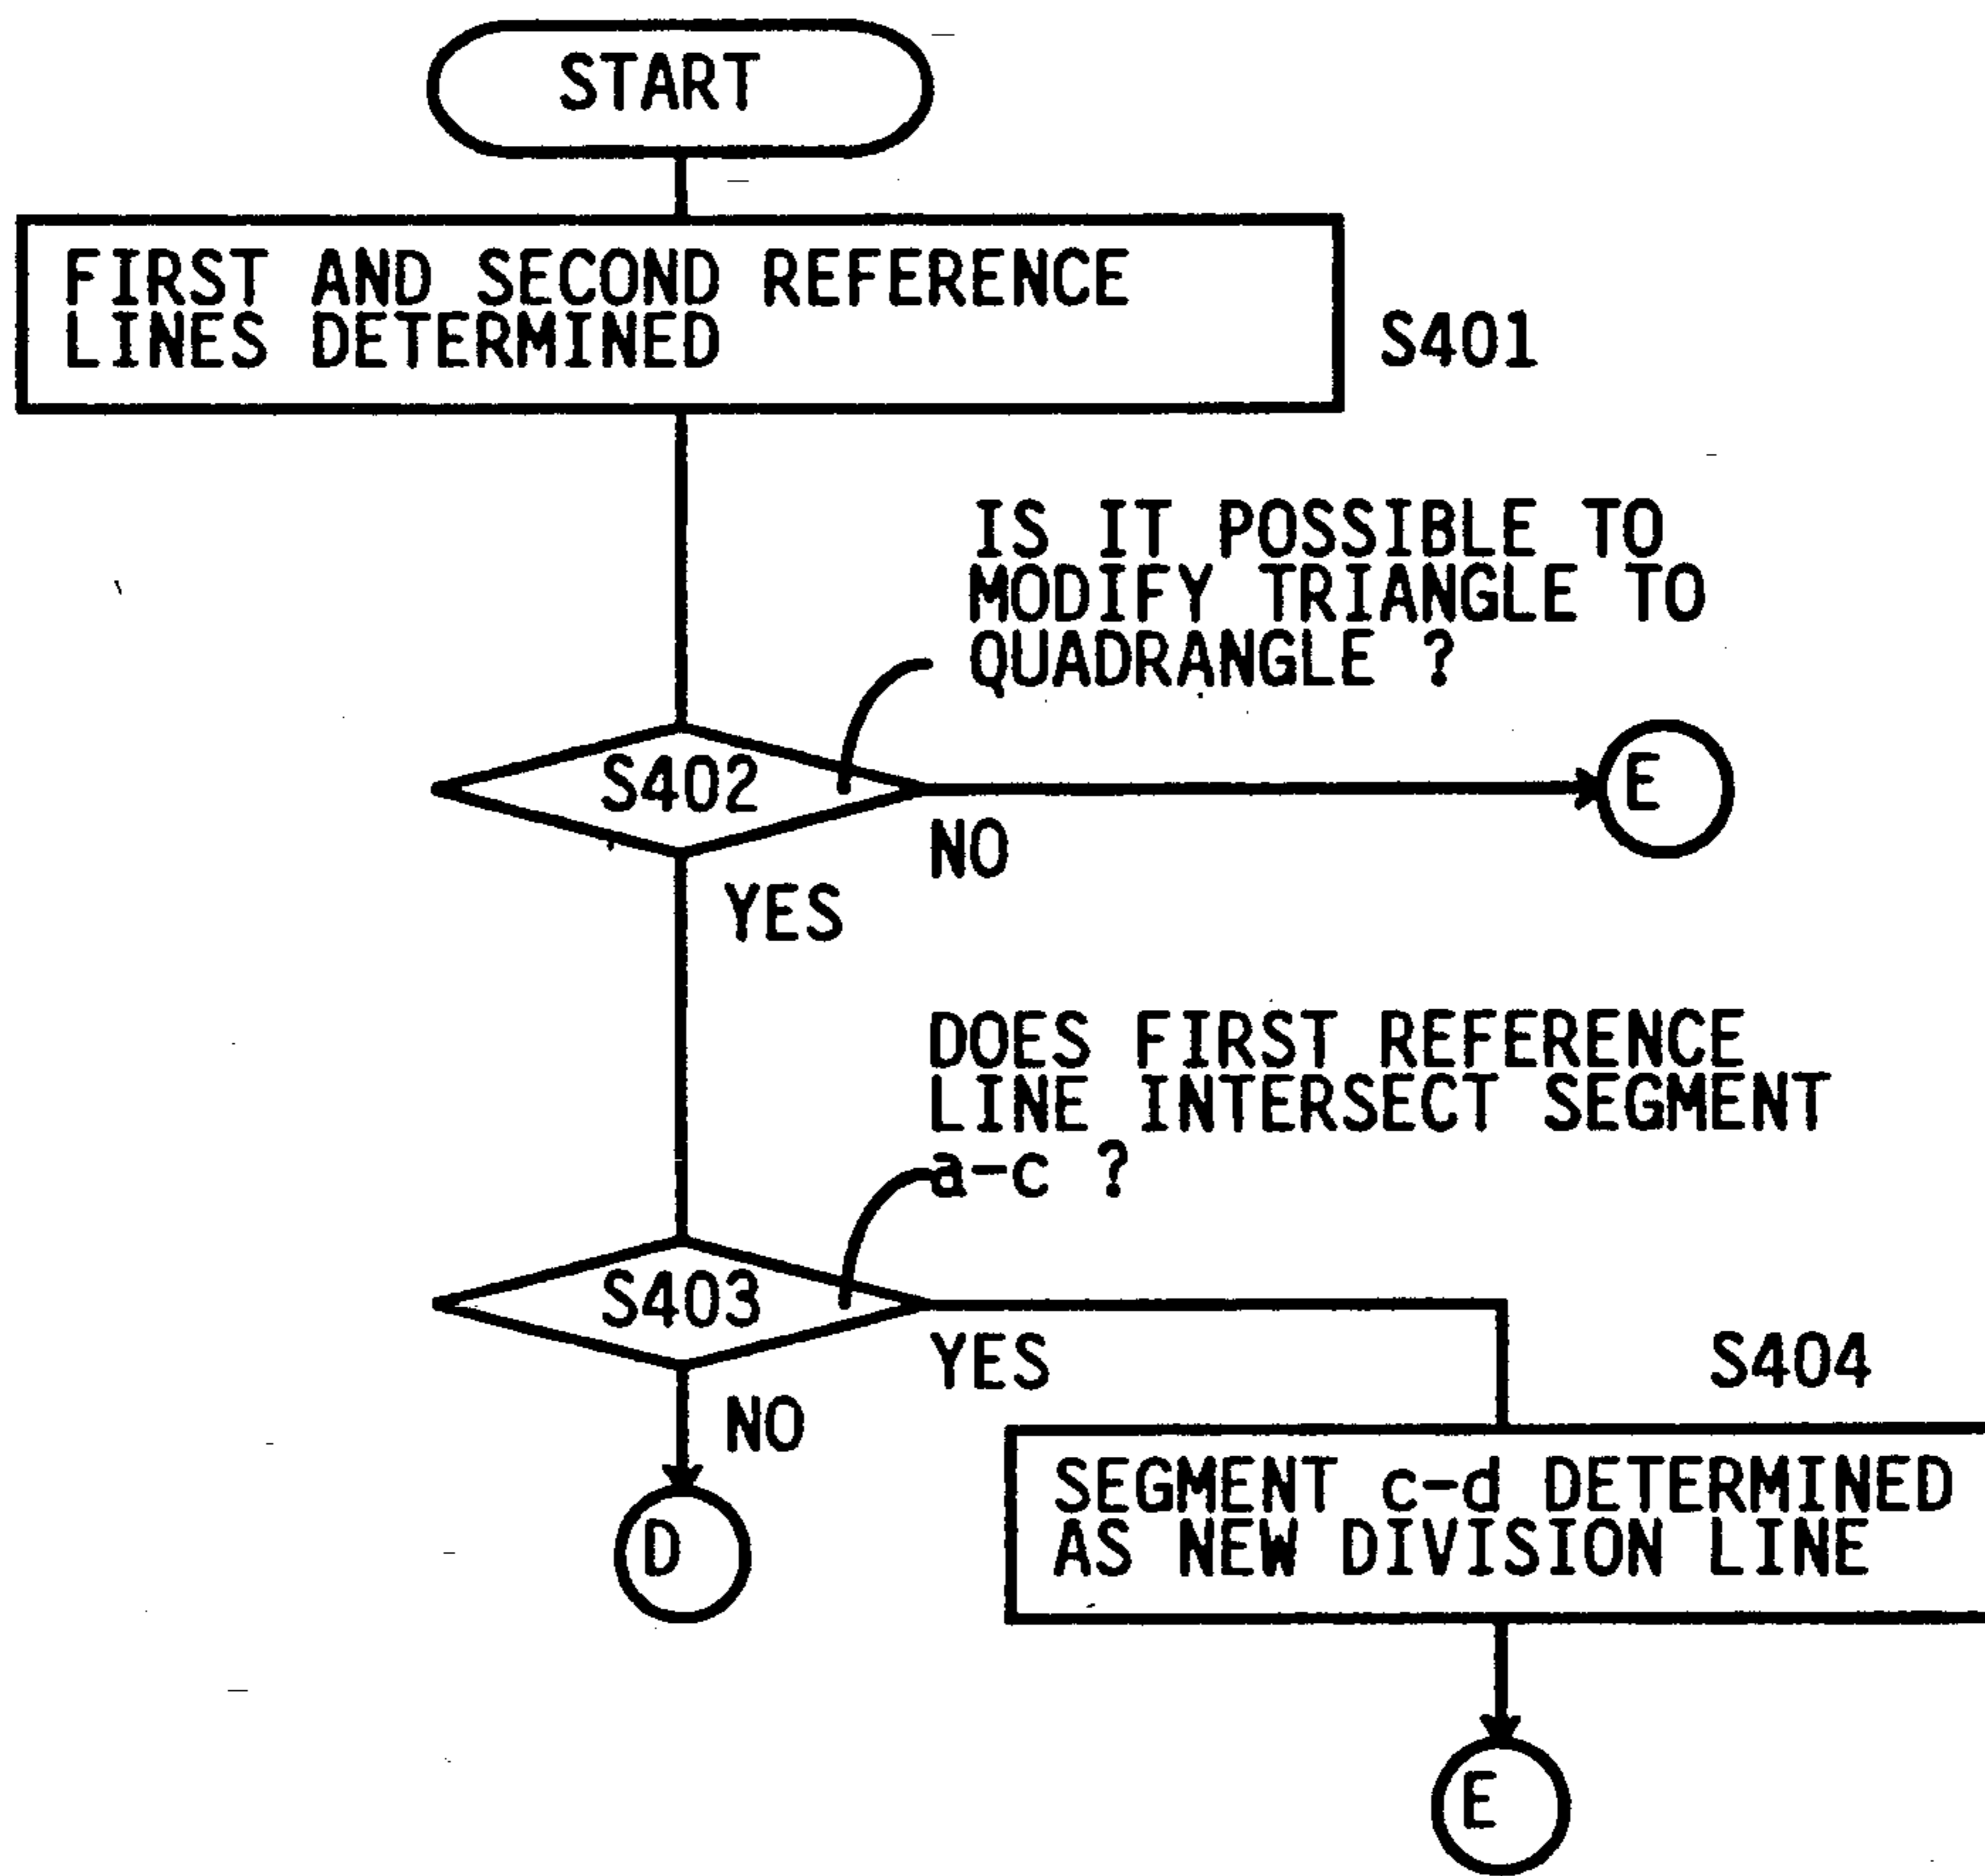 START
FIRST AND SECOND REFERENCE
LINES DETERMINED
S401
IS IT POSSIBLE TO
MODIFY TRIANGLE TO
QUADRANGLE ?
S402
E
NO
YES
DOES FIRST REFERENCE
LINE INTERSECT SEGMENT
a-c ?
S403
YES
NO
D
S404
SEGMENT c-d DETERMINED
AS NEW DIVISION LINE
E